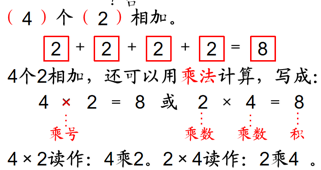 ( 4 ) 个 ( 2 ) 相加。
2 + 2 + 2 + 2 = 8
4个2相加，还可以用乘法计算，写成：
4 × 2 = 8 或 2 × 4 = 8
乘号 乘数 乘数 积
4×2读作：4乘2。2×4读作：2乘4 。